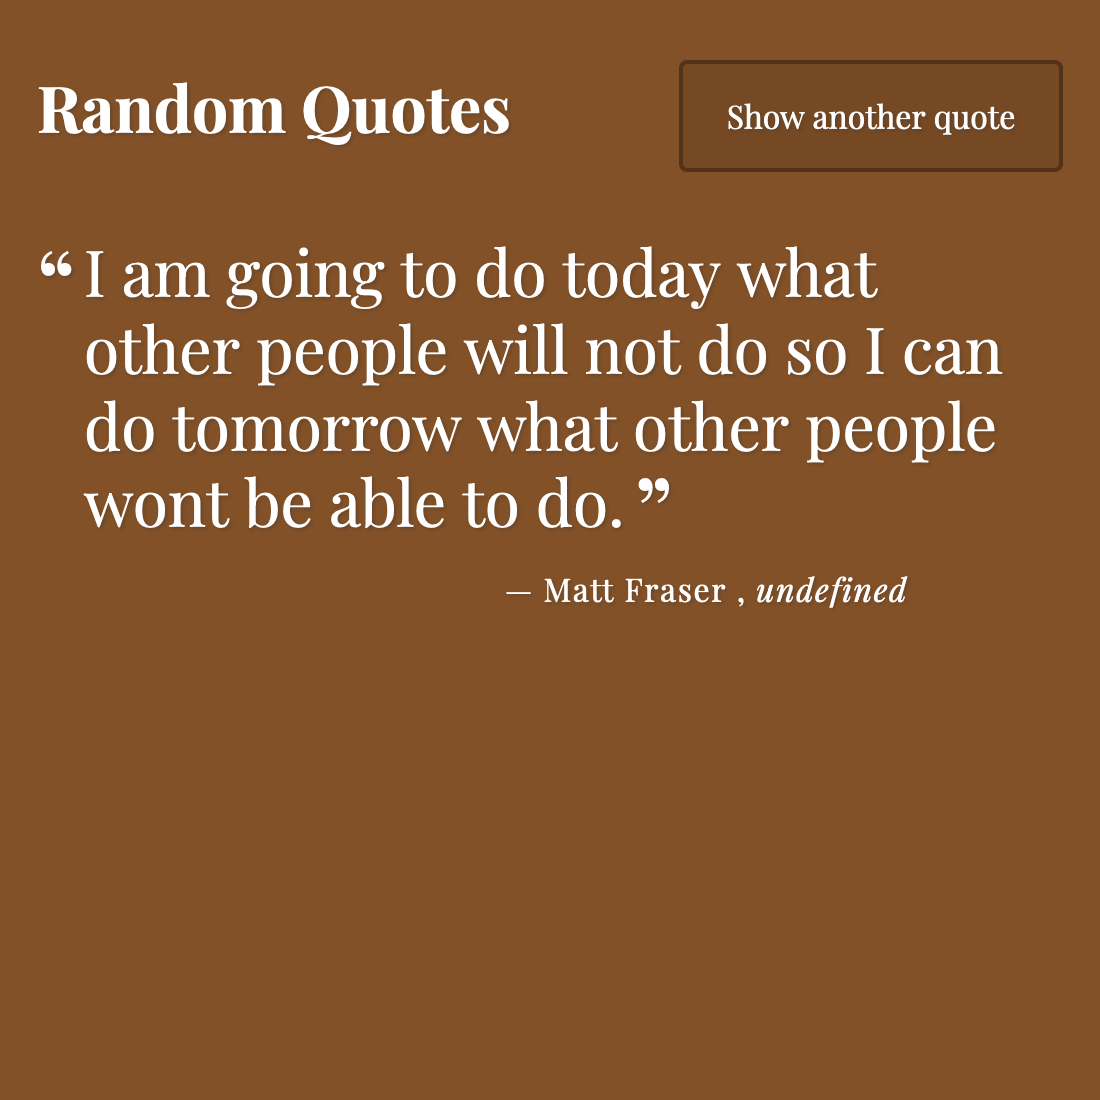 Random Quotes
Show another quote
“ I am going to do today what
other people will not do so I can
do tomorrow what other people
wont be able to do. ”
— Matt Fraser , undefined